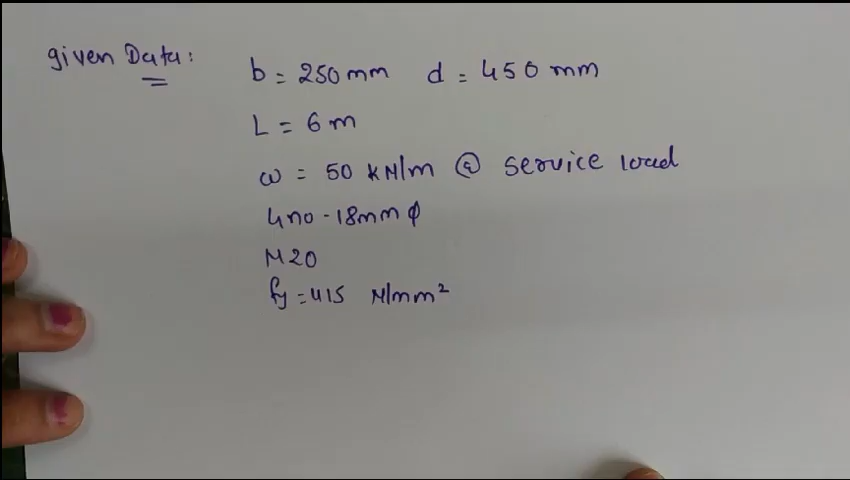 given Data:
b = 250 mm d = 450 mm
L = 6 m
ω = 50 kN/m @ service load
4no - 18mm ϕ
M20
fy = 415 N/mm²